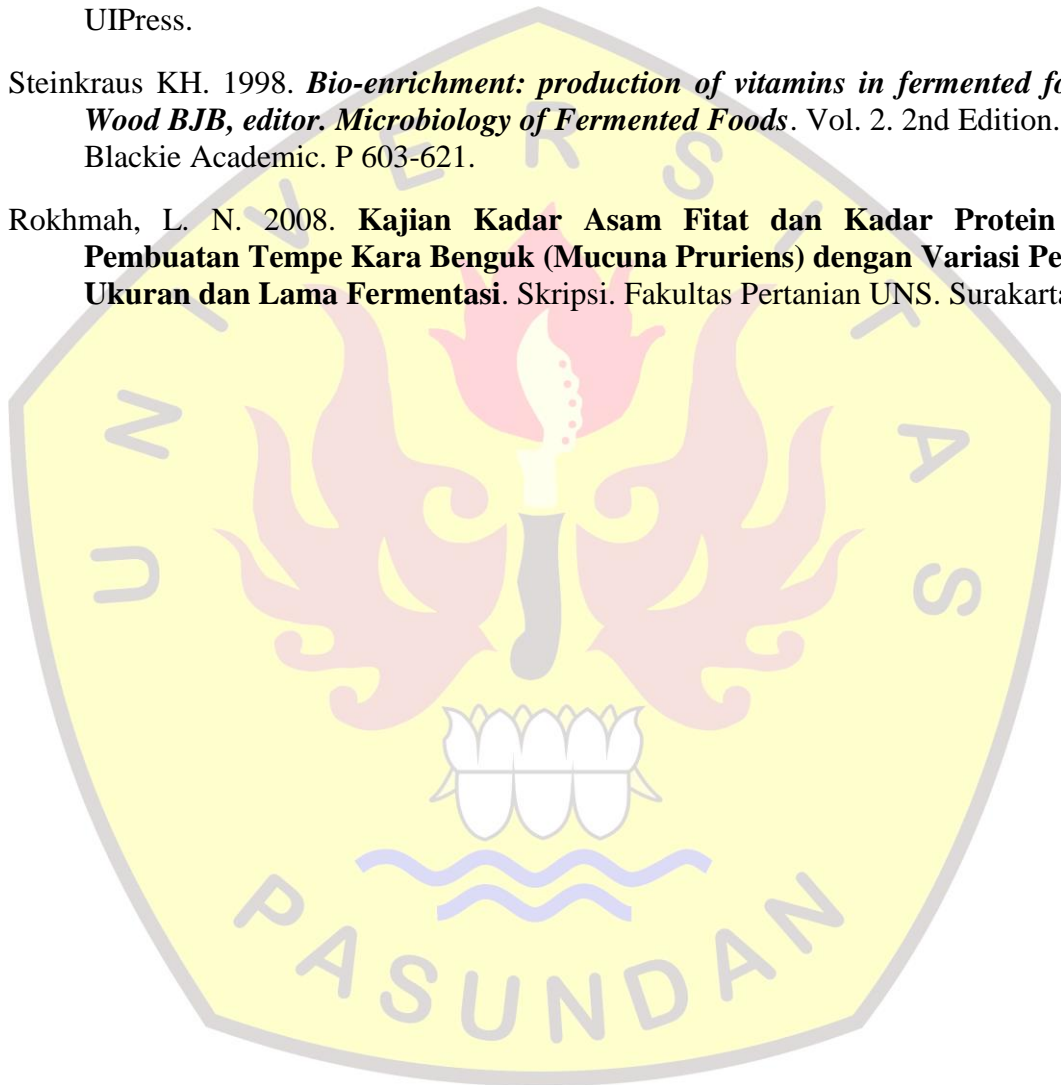 UIPress.
Steinkraus KH. 1998. Bio-enrichment: production of vitamins in fermented
Wood BJB, editor. Microbiology of Fermented Foods. Vol. 2. 2nd Edition.
Blackie Academic. P 603-621.
Rokhmah, L. N. 2008. Kajian Kadar Asam Fitat dan Kadar Protein
Pembuatan Tempe Kara Benguk (Mucuna Pruriens) dengan Variasi
Ukuran dan Lama Fermentasi. Skripsi. Fakultas Pertanian UNS. Surakarta
UNIVERSITAS
PASUNDAN